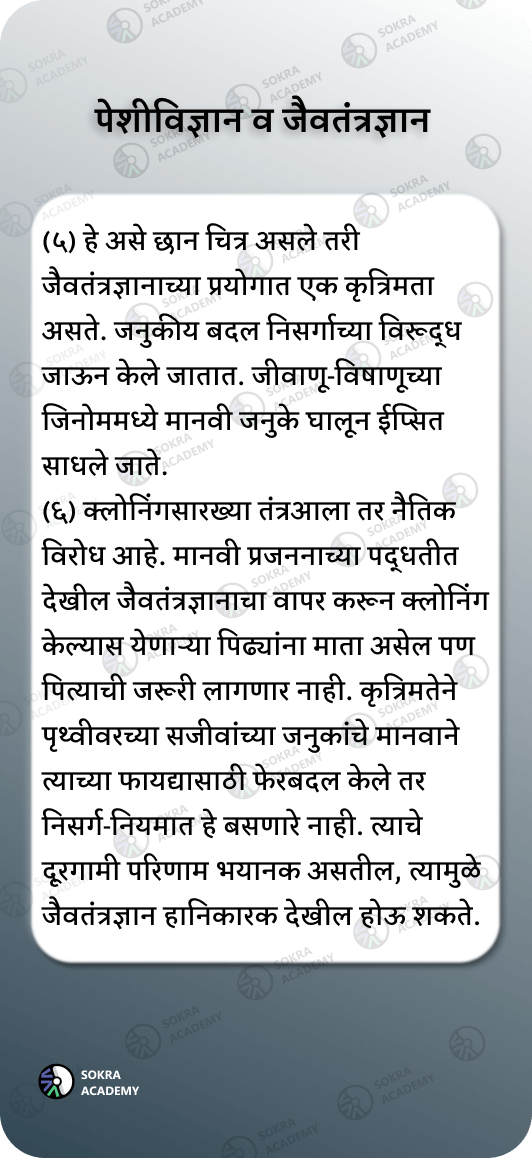 पेशीविज्ञान व जैवतंत्रज्ञान
(५) हे असे छान चित्र असले तरी
जैवतंत्रज्ञानाच्या प्रयोगात एक कृत्रिमता
असते. जनुकीय बदल निसर्गाच्या विरूद्ध
जाऊन केले जातात. जीवाणू-विषाणूच्या
जिनोममध्ये मानवी जनुके घालून ईप्सित
साधले जाते.
(६) क्लोनिंगसारख्या तंत्रआला तर नैतिक
विरोध आहे. मानवी प्रजननाच्या पद्धतीत
देखील जैवतंत्रज्ञानाचा वापर करून क्लोनिंग
केल्यास येणाऱ्या पिढ्यांना माता असेल पण
पित्याची जरूरी लागणार नाही. कृत्रिमतेने
पृथ्वीवरच्या सजीवांच्या जनुकांचे मानवाने
त्याच्या फायद्यासाठी फेरबदल केले तर
निसर्ग-नियमात हे बसणारे नाही. त्याचे
दूरगामी परिणाम भयानक असतील, त्यामुळे
जैवतंत्रज्ञान हानिकारक देखील होऊ शकते.
SOKRA
ACADEMY